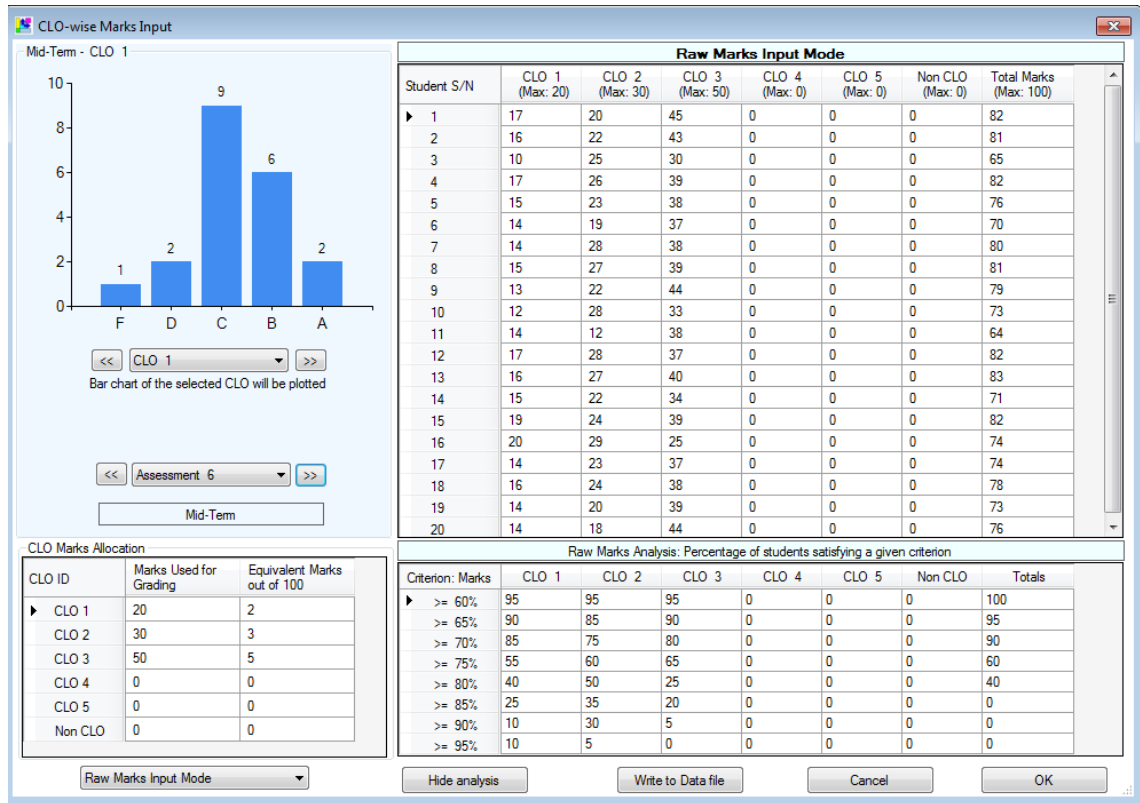 CLO-wise Marks Input
Mid-Term - CLO 1
10
8
6
4
2
0
1
2
9
6
2
F D C B A
<< CLO 1 >>
Bar chart of the selected CLO will be plotted
<< Assessment 6 >>
Mid-Term
Raw Marks Input Mode
Student S/N CLO 1 (Max: 20) CLO 2 (Max: 30) CLO 3 (Max: 50) CLO 4 (Max: 0) CLO 5 (Max: 0) Non CLO (Max: 0) Total Marks (Max: 100)
1 17 20 45 0 0 0 82
2 16 22 43 0 0 0 81
3 10 25 30 0 0 0 65
4 17 26 39 0 0 0 82
5 15 23 38 0 0 0 76
6 14 19 37 0 0 0 70
7 14 28 38 0 0 0 80
8 15 27 39 0 0 0 81
9 13 22 44 0 0 0 79
10 12 28 33 0 0 0 73
11 14 12 38 0 0 0 64
12 17 28 37 0 0 0 82
13 16 27 40 0 0 0 83
14 15 22 34 0 0 0 71
15 19 24 39 0 0 0 82
16 20 29 25 0 0 0 74
17 14 23 37 0 0 0 74
18 16 24 38 0 0 0 78
19 14 20 39 0 0 0 73
20 14 18 44 0 0 0 76
CLO Marks Allocation
CLO ID Marks Used for Grading Equivalent Marks out of 100
CLO 1 20 2
CLO 2 30 3
CLO 3 50 5
CLO 4 0 0
CLO 5 0 0
Non CLO 0 0
Raw Marks Input Mode
Raw Marks Analysis: Percentage of students satisfying a given criterion
Criterion: Marks CLO 1 CLO 2 CLO 3 CLO 4 CLO 5 Non CLO Totals
>= 60% 95 95 95 0 0 0 100
>= 65% 90 85 90 0 0 0 95
>= 70% 85 75 80 0 0 0 90
>= 75% 55 60 65 0 0 0 60
>= 80% 40 50 25 0 0 0 40
>= 85% 25 35 20 0 0 0 0
>= 90% 10 30 5 0 0 0 0
>= 95% 10 5 0 0 0 0 0
Hide analysis Write to Data file Cancel OK